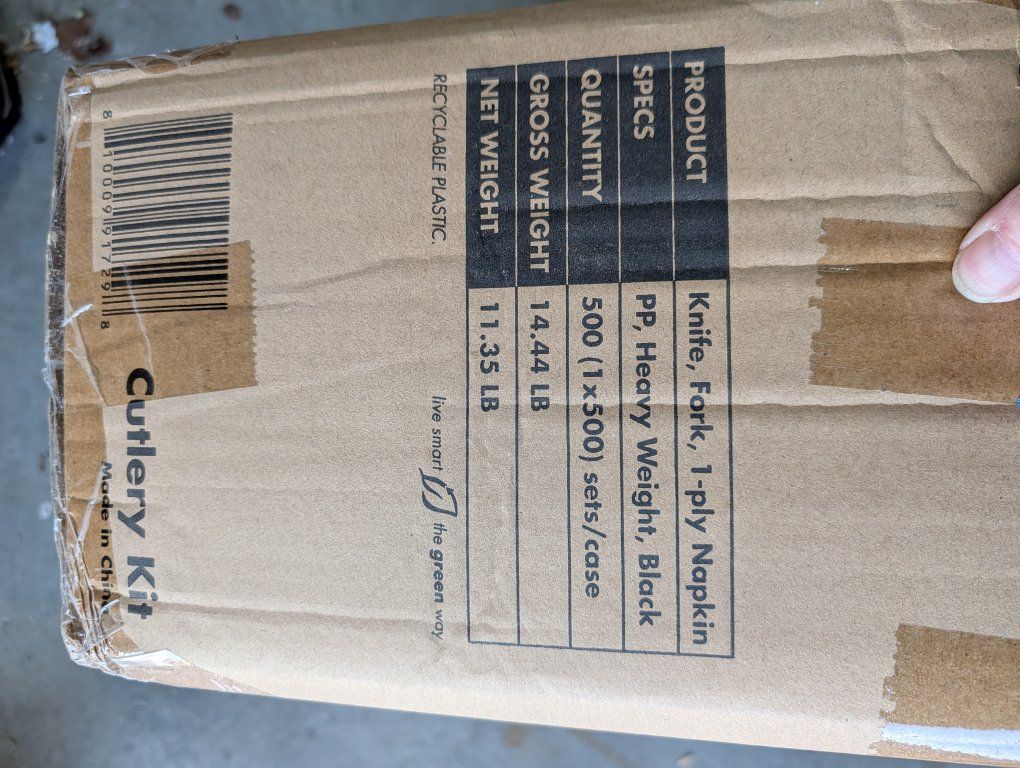 PRODUCT Knife, Fork, 1-ply Napkin
SPECS PP, Heavy Weight, Black
QUANTITY 500 (1x500) sets/case
GROSS WEIGHT 14.44 LB
NET WEIGHT 11.35 LB
RECYCLABLE PLASTIC. live smart the green way
8 10009 91729 8
Cutlery Kit
Made in